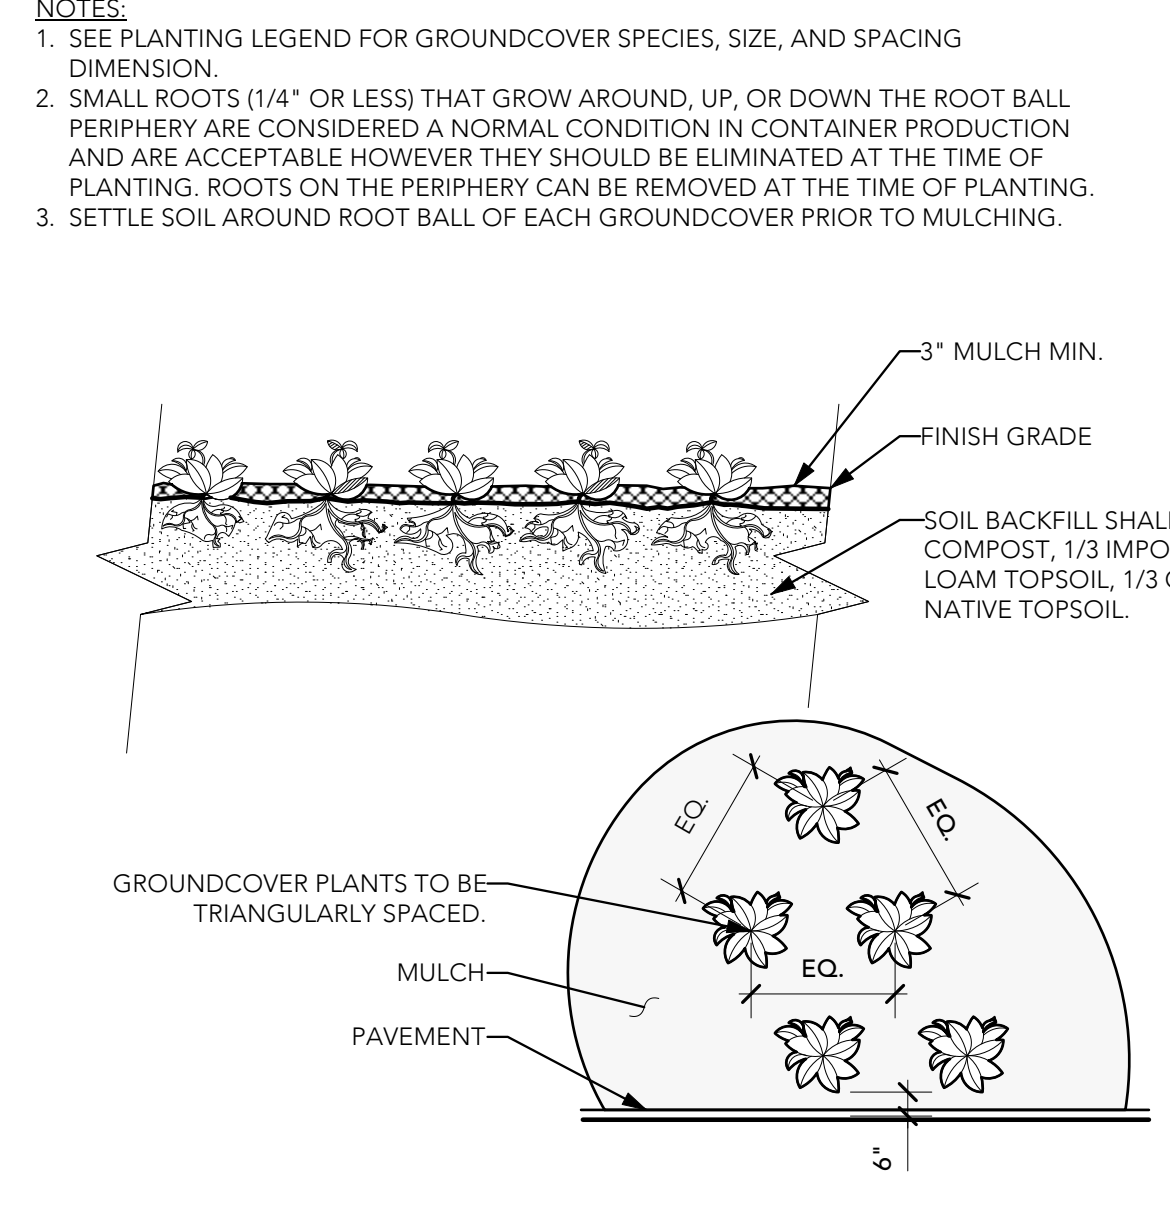 NOTES:
1. SEE PLANTING LEGEND FOR GROUNDCOVER SPECIES, SIZE, AND SPACING
DIMENSION.
2. SMALL ROOTS (1/4" OR LESS) THAT GROW AROUND, UP, OR DOWN THE ROOT BALL
PERIPHERY ARE CONSIDERED A NORMAL CONDITION IN CONTAINER PRODUCTION
AND ARE ACCEPTABLE HOWEVER THEY SHOULD BE ELIMINATED AT THE TIME OF
PLANTING. ROOTS ON THE PERIPHERY CAN BE REMOVED AT THE TIME OF PLANTING.
3. SETTLE SOIL AROUND ROOT BALL OF EACH GROUNDCOVER PRIOR TO MULCHING.
3" MULCH MIN.
FINISH GRADE
SOIL BACKFILL
COMPOST, 1/3
LOAM TOPSOIL, 1/3
NATIVE TOPSOIL.
EQ.
EQ.
GROUNDCOVER PLANTS TO BE
TRIANGULARLY SPACED.
EQ.
MULCH
PAVEMENT
6"